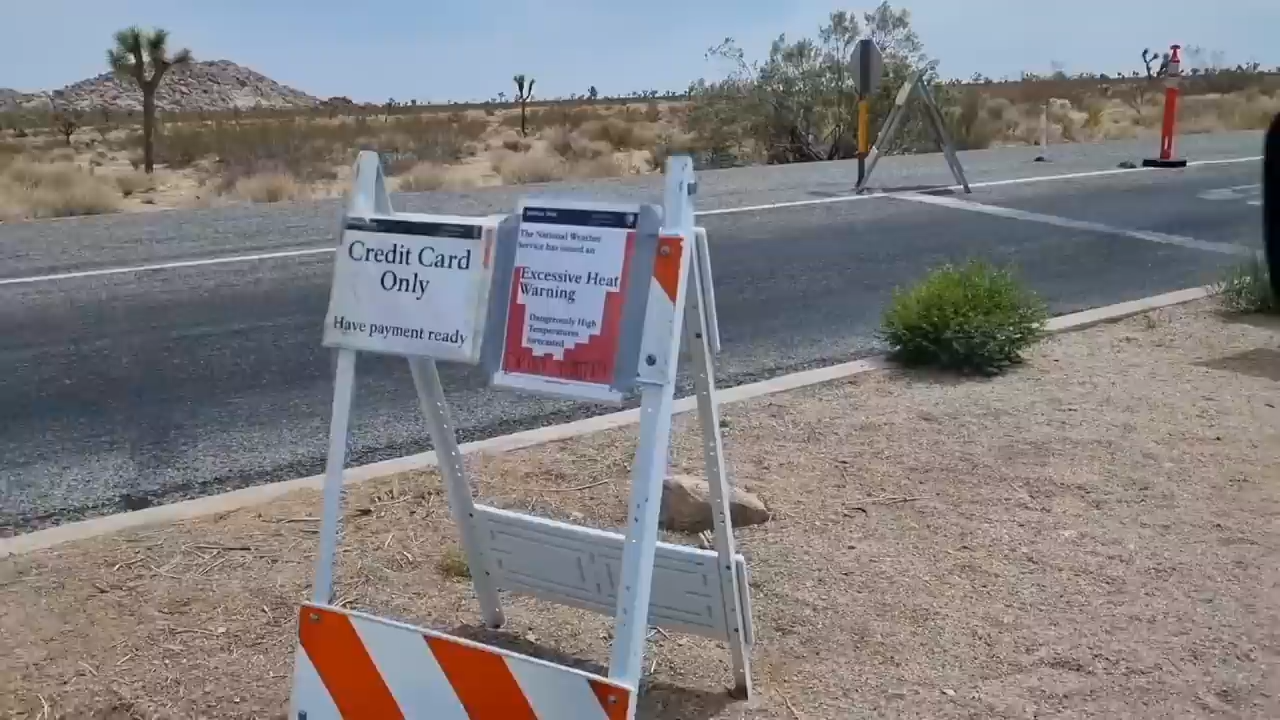 Credit Card
Only
Have payment ready
The National Weather
Service has issued an
Excessive Heat
Warning
Dangerously High
Temperatures
forecasted